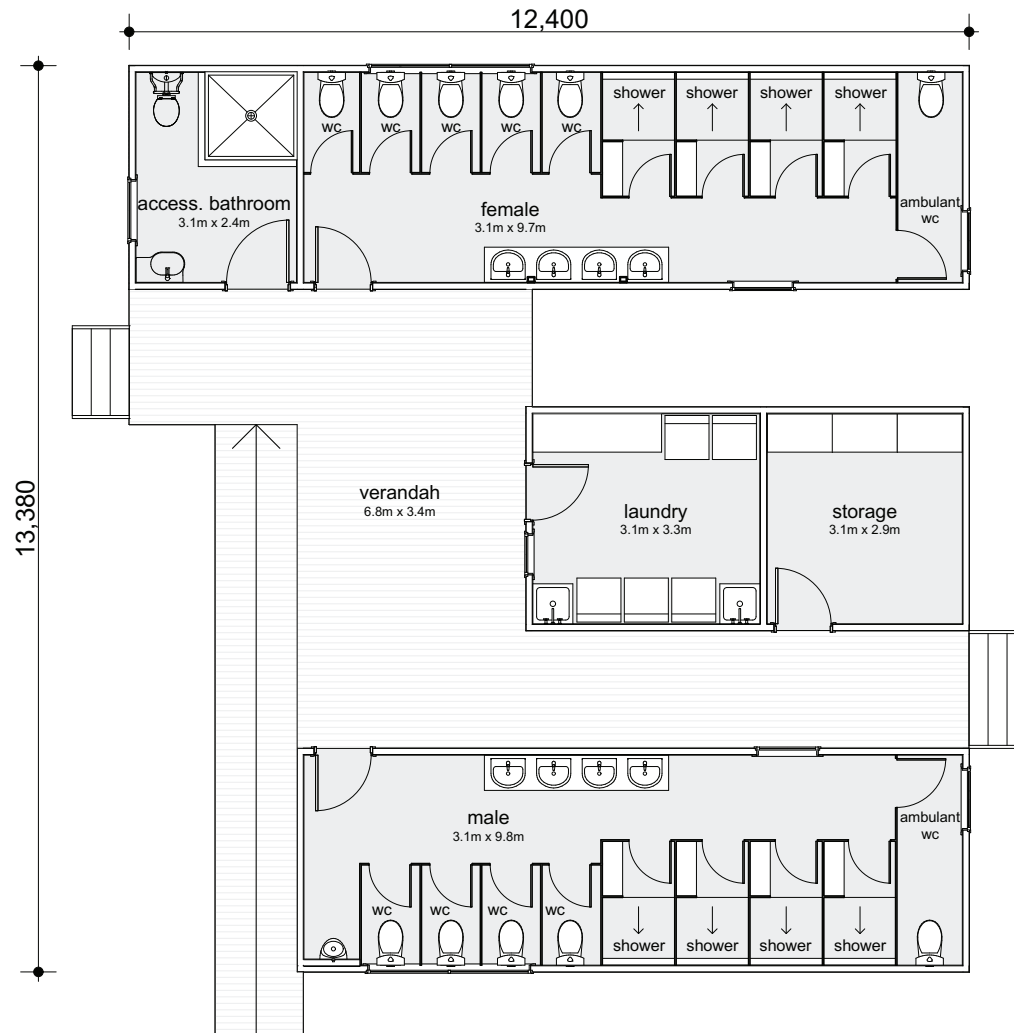 12,400
13,380
shower
shower
shower
shower
wc
wc
wc
wc
wc
access. bathroom
3.1m x 2.4m
female
3.1m x 9.7m
ambulant
wc
verandah
6.8m x 3.4m
laundry
3.1m x 3.3m
storage
3.1m x 2.9m
male
3.1m x 9.8m
ambulant
wc
wc
wc
wc
wc
shower
shower
shower
shower